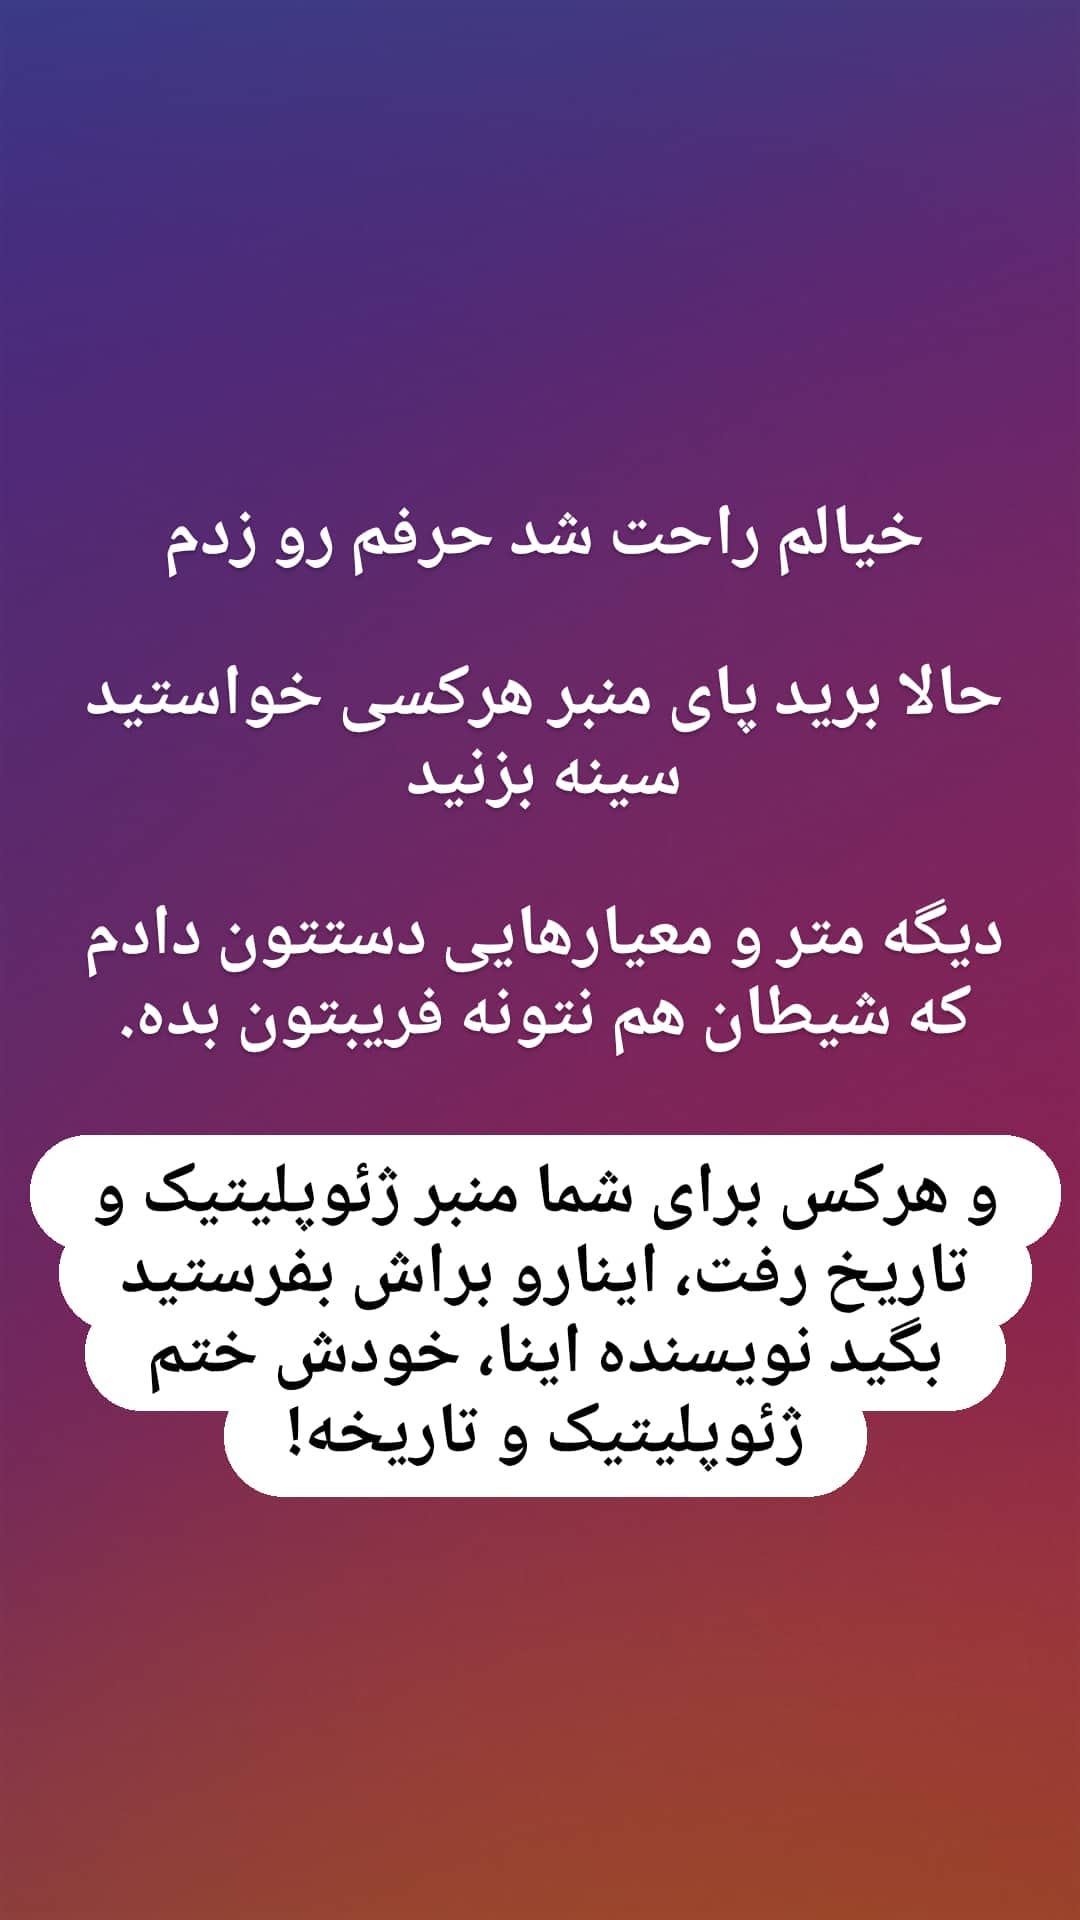 خیالم راحت شد حرفم رو زدم
حالا برید پای منبر هرکسی خواستید
سینه بزنید
دیگه متر و معیارهایی دستتون دادم
که شیطان هم نتونه فریبتون بده.
و هرکس برای شما منبر ژئوپلیتیک و
تاریخ رفت، اینارو براش بفرستید
بگید نویسنده اینا، خودش ختم
ژئوپلیتیک و تاریخه!